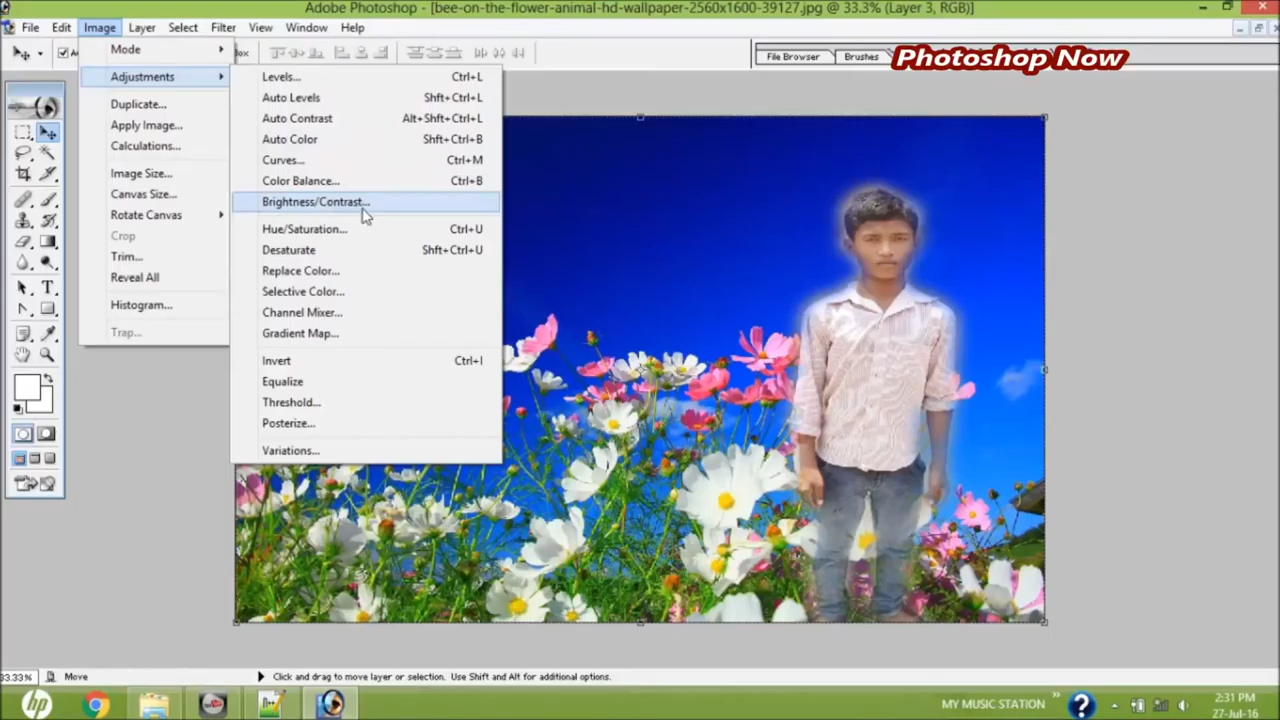 Adobe Photoshop - [bee-on-the-flower-animal-hd-wallpaper-2560x1600-39127.jpg @ 33.3% (Layer 3, RGB)]
File Edit Image Layer Select Filter View Window Help
File Browser Brushes
Photoshop Now
Mode
Adjustments
Duplicate...
Apply Image...
Calculations...
Image Size...
Canvas Size...
Rotate Canvas
Crop
Trim...
Reveal All
Histogram...
Trap...
Levels... Ctrl+L
Auto Levels Shft+Ctrl+L
Auto Contrast Alt+Shft+Ctrl+L
Auto Color Shft+Ctrl+B
Curves... Ctrl+M
Color Balance... Ctrl+B
Brightness/Contrast...
Hue/Saturation... Ctrl+U
Desaturate Shft+Ctrl+U
Replace Color...
Selective Color...
Channel Mixer...
Gradient Map...
Invert Ctrl+I
Equalize
Threshold...
Posterize...
Variations...
33.33% Move Click and drag to move layer or selection. Use Shift and Alt for additional options.
hp MY MUSIC STATION 2:31 PM
27-Jul-16